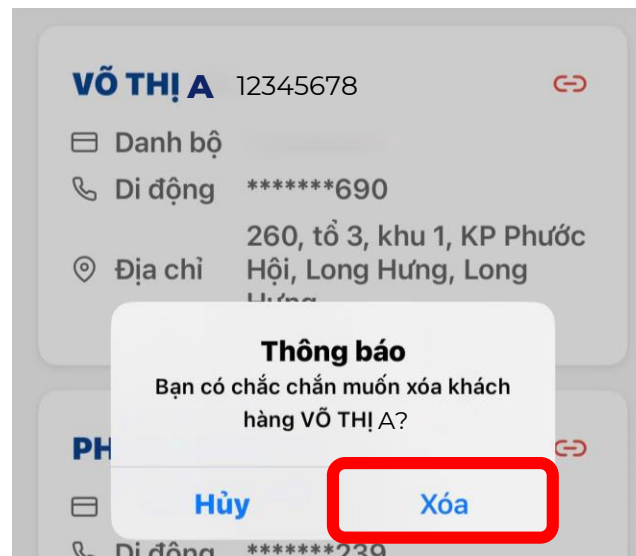 VÕ THỊ A 12345678
Danh bộ
Di động *******690
260, tổ 3, khu 1, KP Phước
Địa chỉ Hội, Long Hưng, Long
Hưng
Thông báo
Bạn có chắc chắn muốn xóa khách
hàng VÕ THỊ A?
PH
Hủy Xóa
Di động *******239